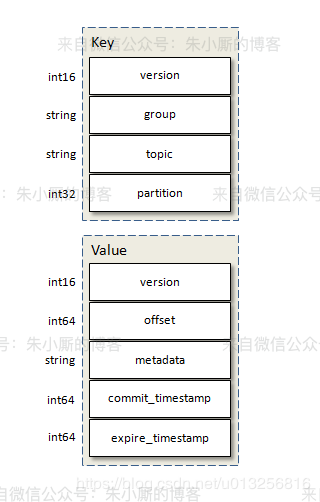 来自微信公众号：朱小厮的博客
Key
int16 version
string group
string topic
int32 partition
号：朱小厮的博客 来自微信公众号
Value
int16 version
int64 offset
号：朱小厮的博客 来自微信公众号：
string metadata
int64 commit_timestamp
int64 expire_timestamp
https://blog.csdn.net/u013256816
来自微信公众号：朱小厮的博客